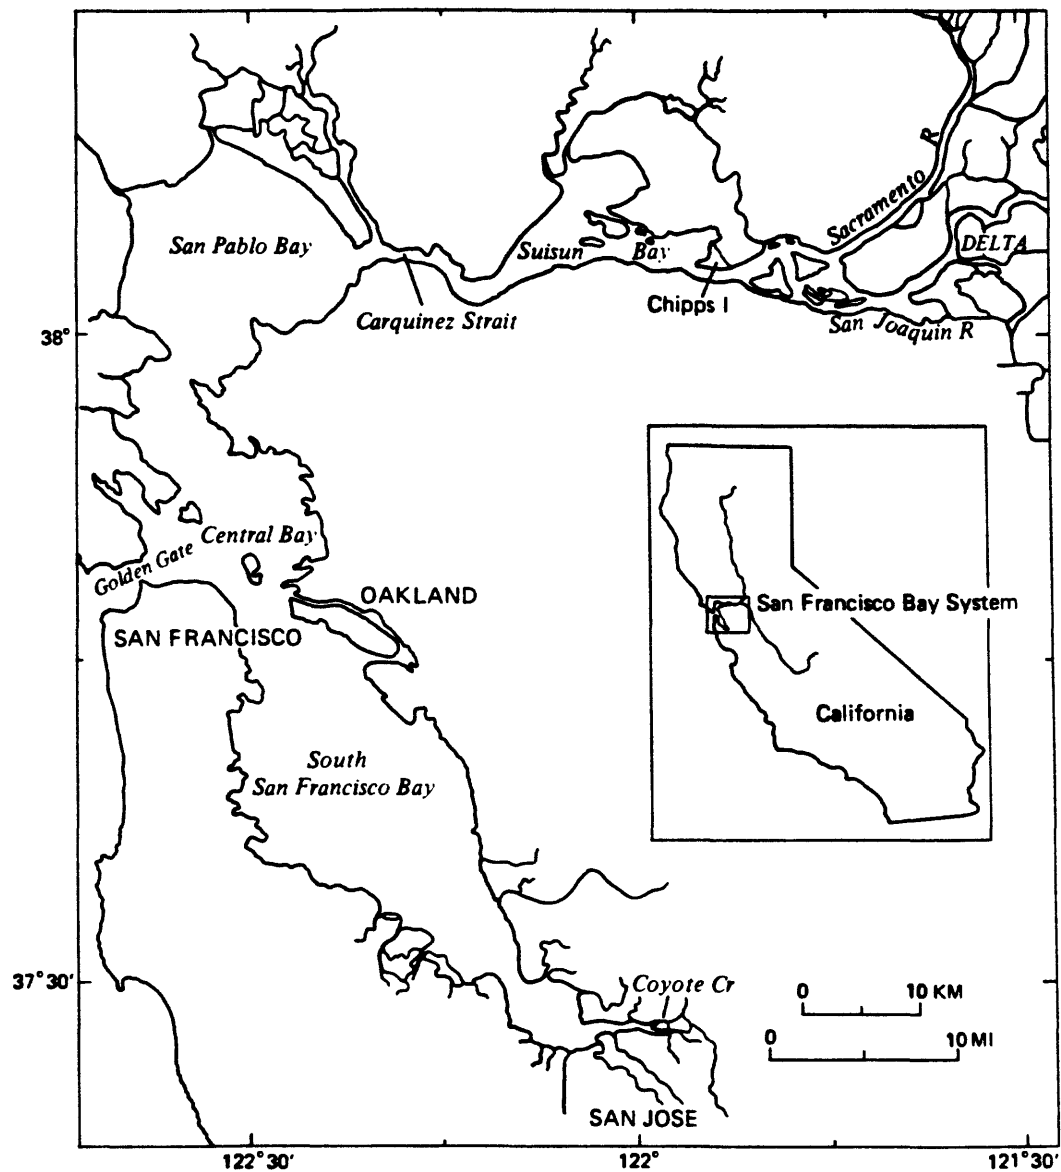 Sacramento R
San Pablo Bay
Suisun Bay
DELTA
Chipps I
Carquinez Strait
San Joaquin R
38°
Central Bay
Golden Gate
OAKLAND
San Francisco Bay System
SAN FRANCISCO
California
South
San Francisco Bay
37°30'
Coyote Cr
0 10 KM
0 10 MI
SAN JOSE
122°30' 122° 121°30'